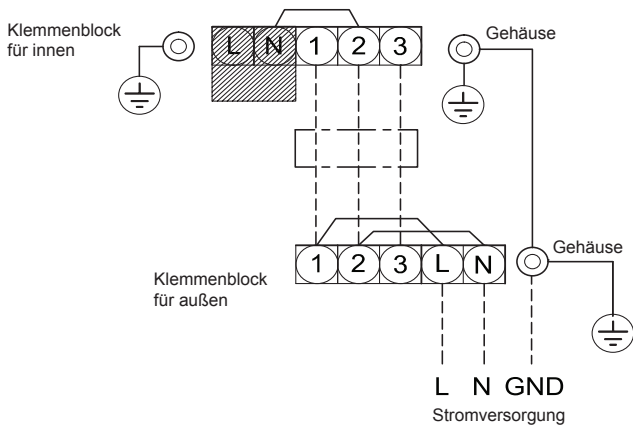 Klemmenblock
für innen
L N 1 2 3
Gehäuse
1 2 3 L N
Gehäuse
Klemmenblock
für außen
L N GND
Stromversorgung